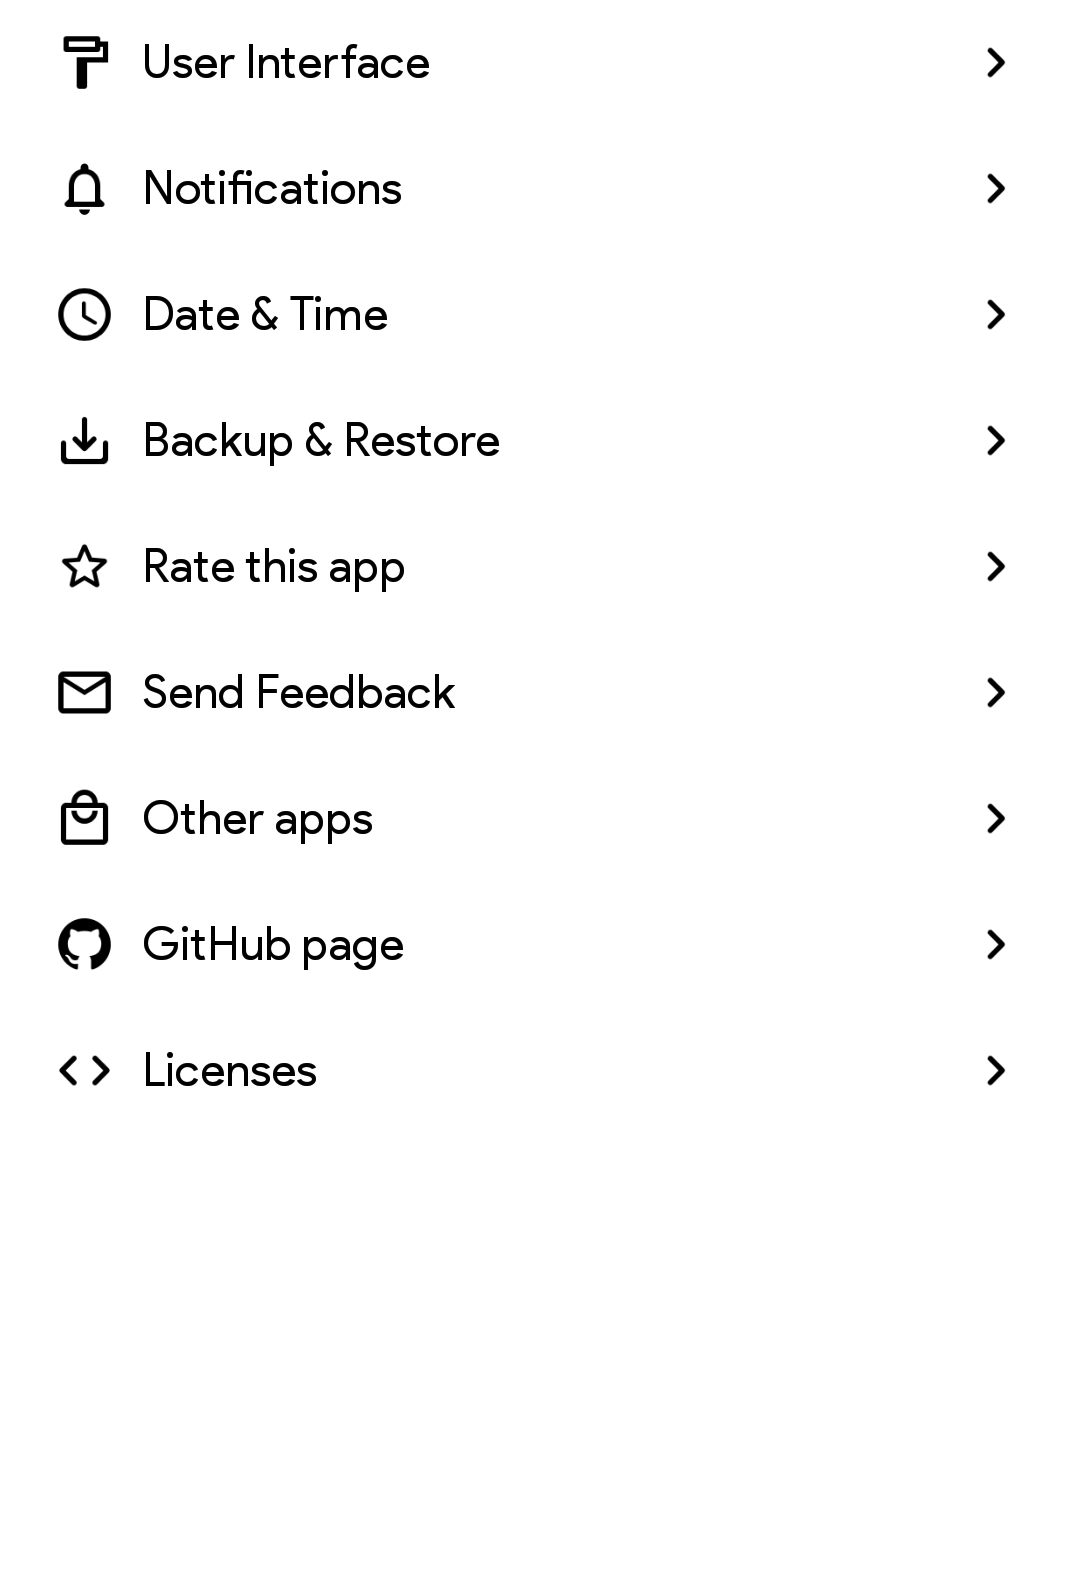 User Interface
Notifications
Date & Time
Backup & Restore
Rate this app
Send Feedback
Other apps
GitHub page
Licenses